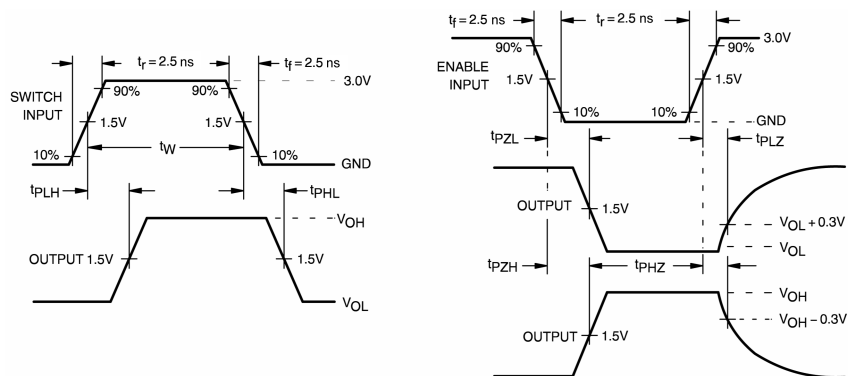 tr = 2.5 ns
tf = 2.5 ns
3.0V
90%
90%
SWITCH
INPUT
1.5V
1.5V
tW
10%
10%
GND
tPLH
tPHL
VOH
OUTPUT 1.5V
1.5V
VOL
tf = 2.5 ns
tr = 2.5 ns
3.0V
90%
90%
ENABLE
INPUT
1.5V
1.5V
10%
10%
GND
tPZL
tPLZ
OUTPUT
1.5V
VOL + 0.3V
VOL
tPZH
tPHZ
VOH
VOH – 0.3V
OUTPUT
1.5V